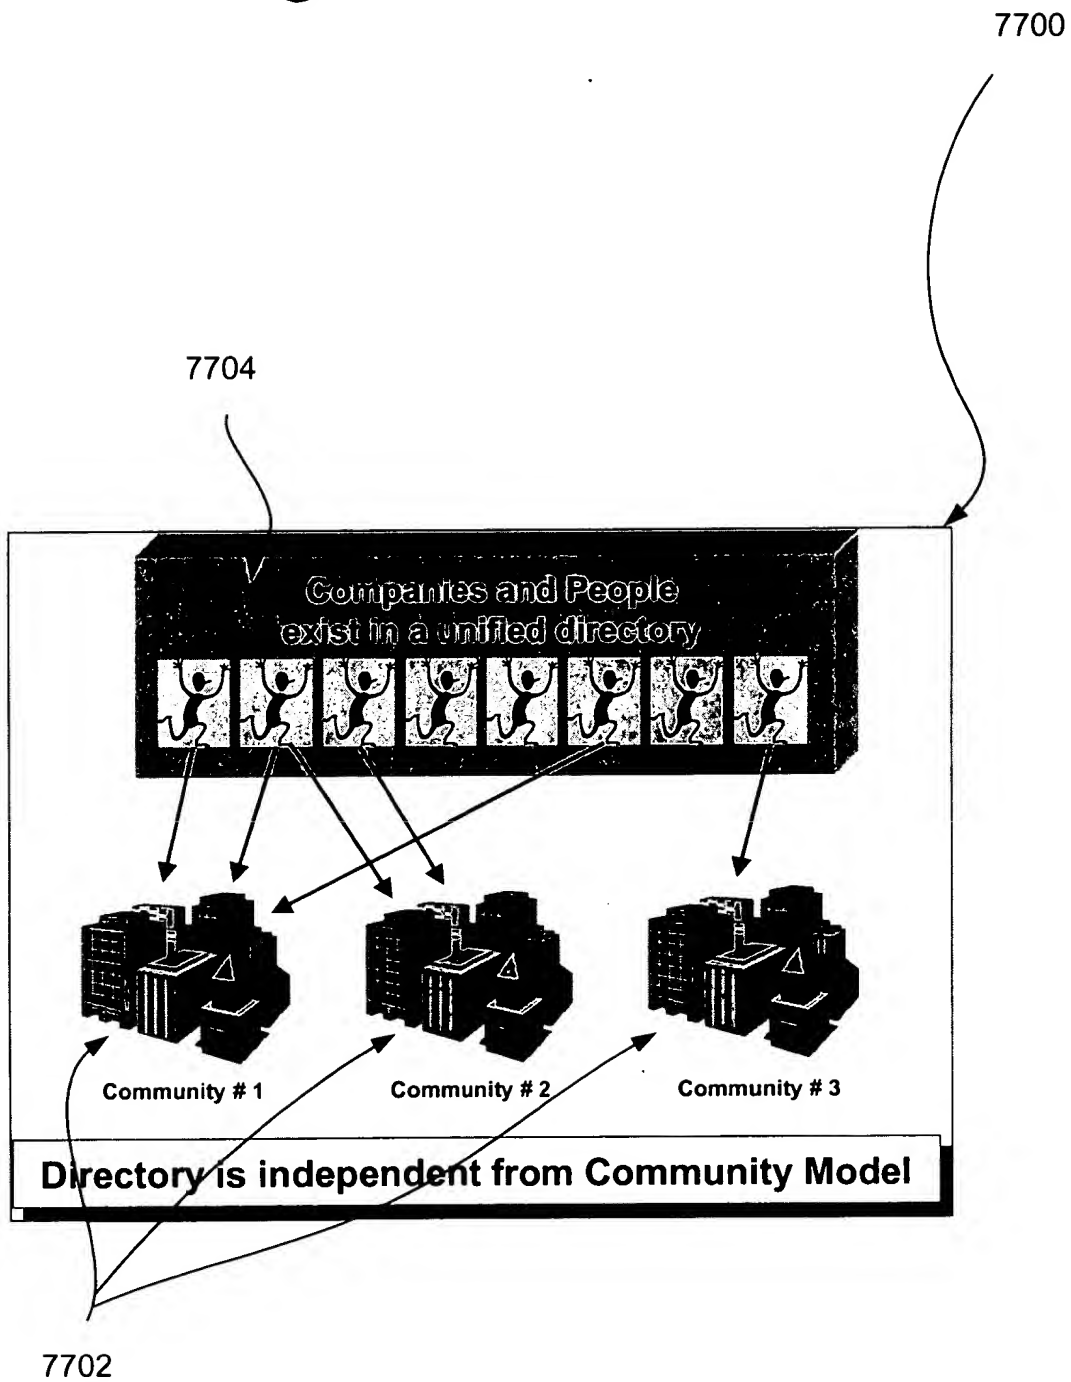 7700
7704
Companies and People
exist in a unified directory
Community # 1
Community # 2
Community # 3
Directory is independent from Community Model
7702